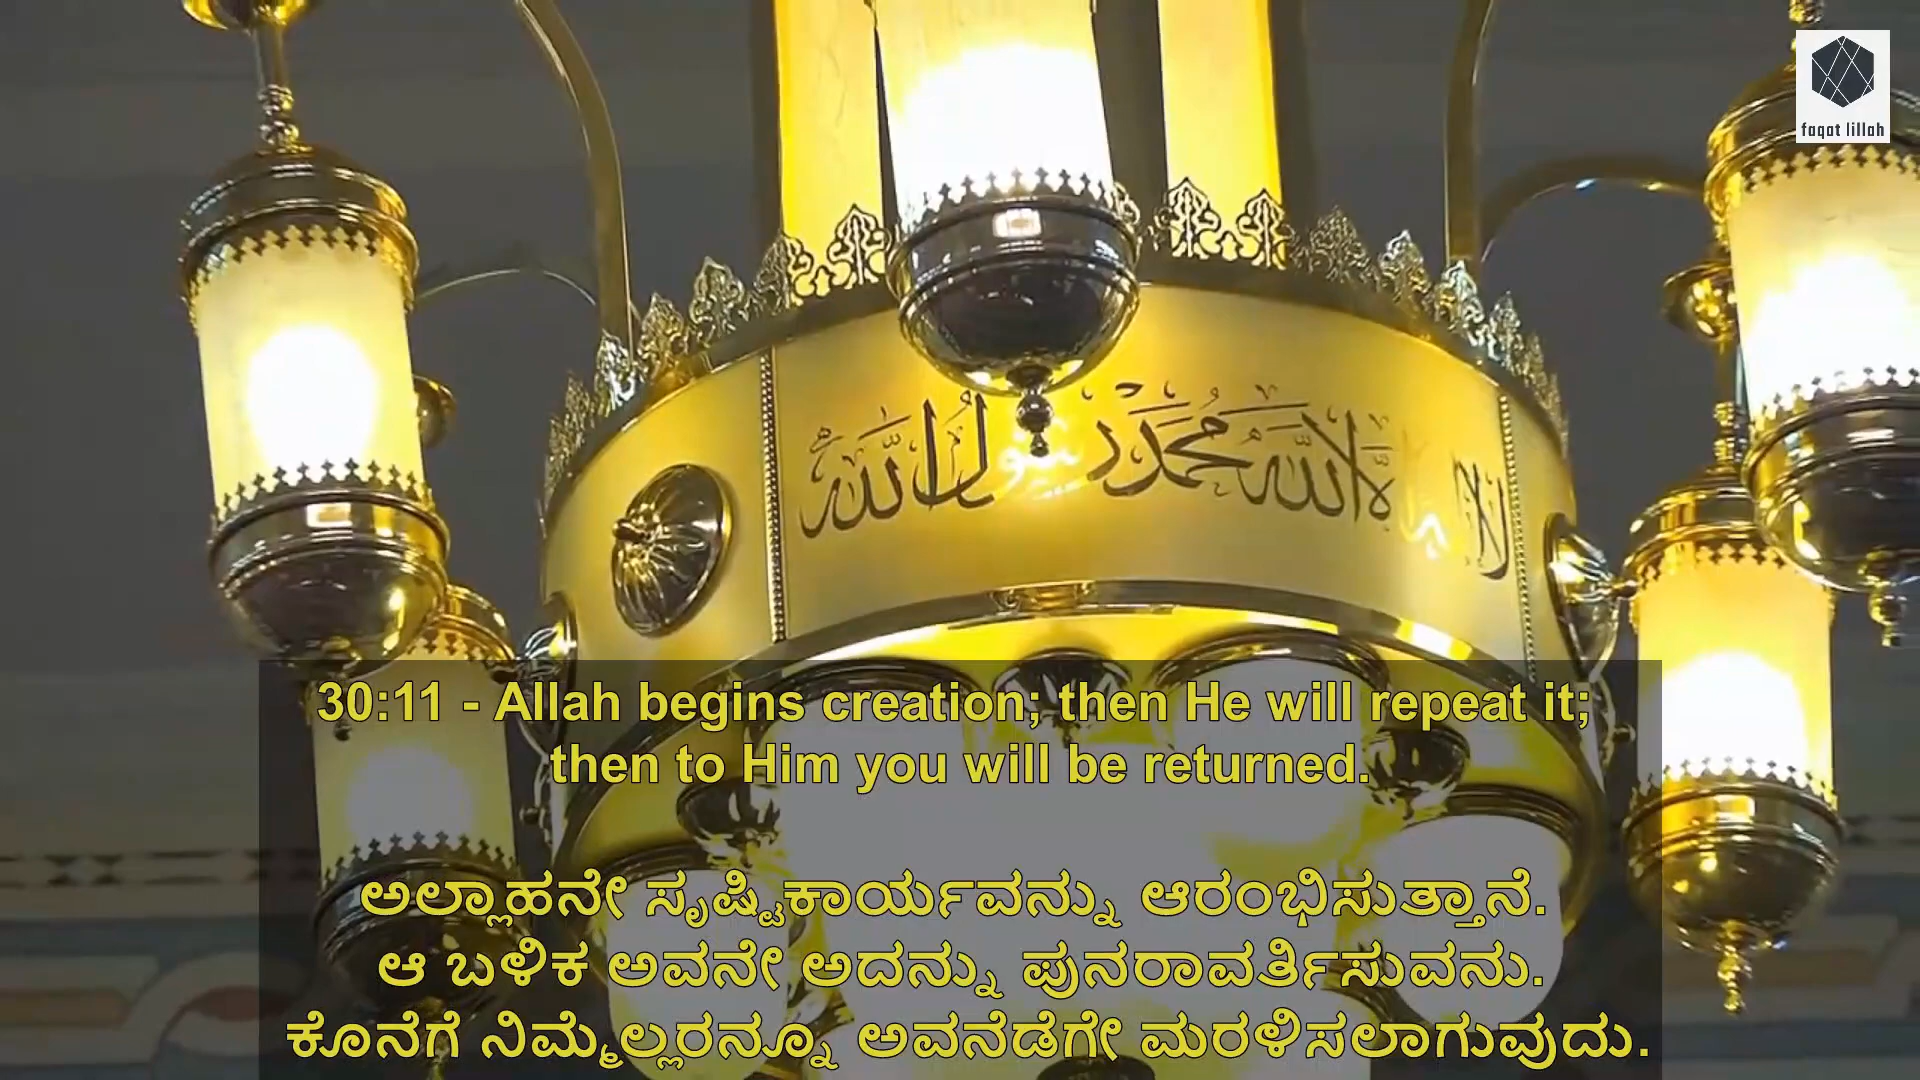 faqat lillah
لا إله إلا الله محمد رسول الله
30:11 - Allah begins creation; then He will repeat it;
then to Him you will be returned.
ಅಲ್ಲಾಹನೇ ಸೃಷ್ಟಿಕಾರ್ಯವನ್ನು ಆರಂಭಿಸುತ್ತಾನೆ.
ಆ ಬಳಿಕ ಅವನೇ ಅದನ್ನು ಪುನರಾವರ್ತಿಸುವನು.
ಕೊನೆಗೆ ನಿಮ್ಮೆಲ್ಲರನ್ನೂ ಅವನೆಡೆಗೇ ಮರಳಿಸಲಾಗುವುದು.